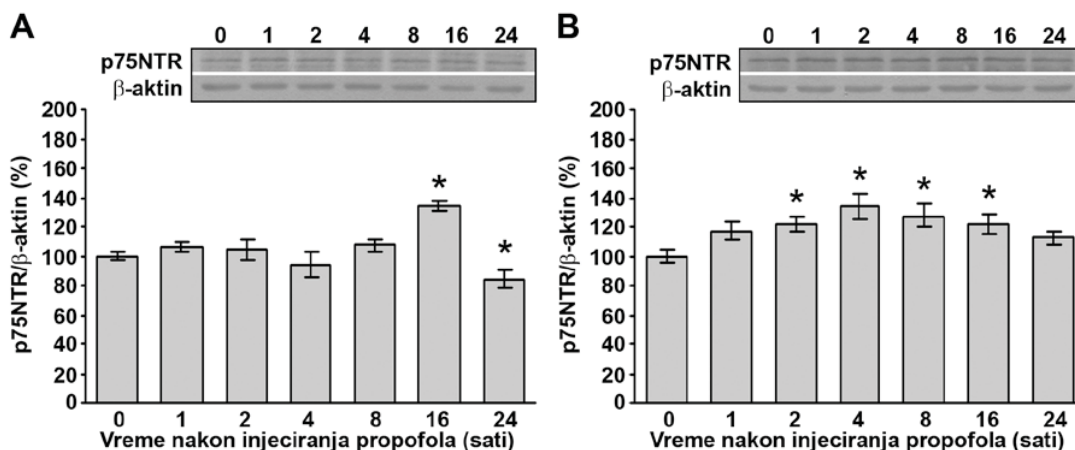 A
0 1 2 4 8 16 24
p75NTR
β-aktin
p75NTR/β-aktin (%)
200
180
160
140
120
100
80
60
40
20
0
* *
0 1 2 4 8 16 24
Vreme nakon injeciranja propofola (sati)
B
0 1 2 4 8 16 24
p75NTR
β-aktin
p75NTR/β-aktin (%)
200
180
160
140
120
100
80
60
40
20
0
* * * *
0 1 2 4 8 16 24
Vreme nakon injeciranja propofola (sati)